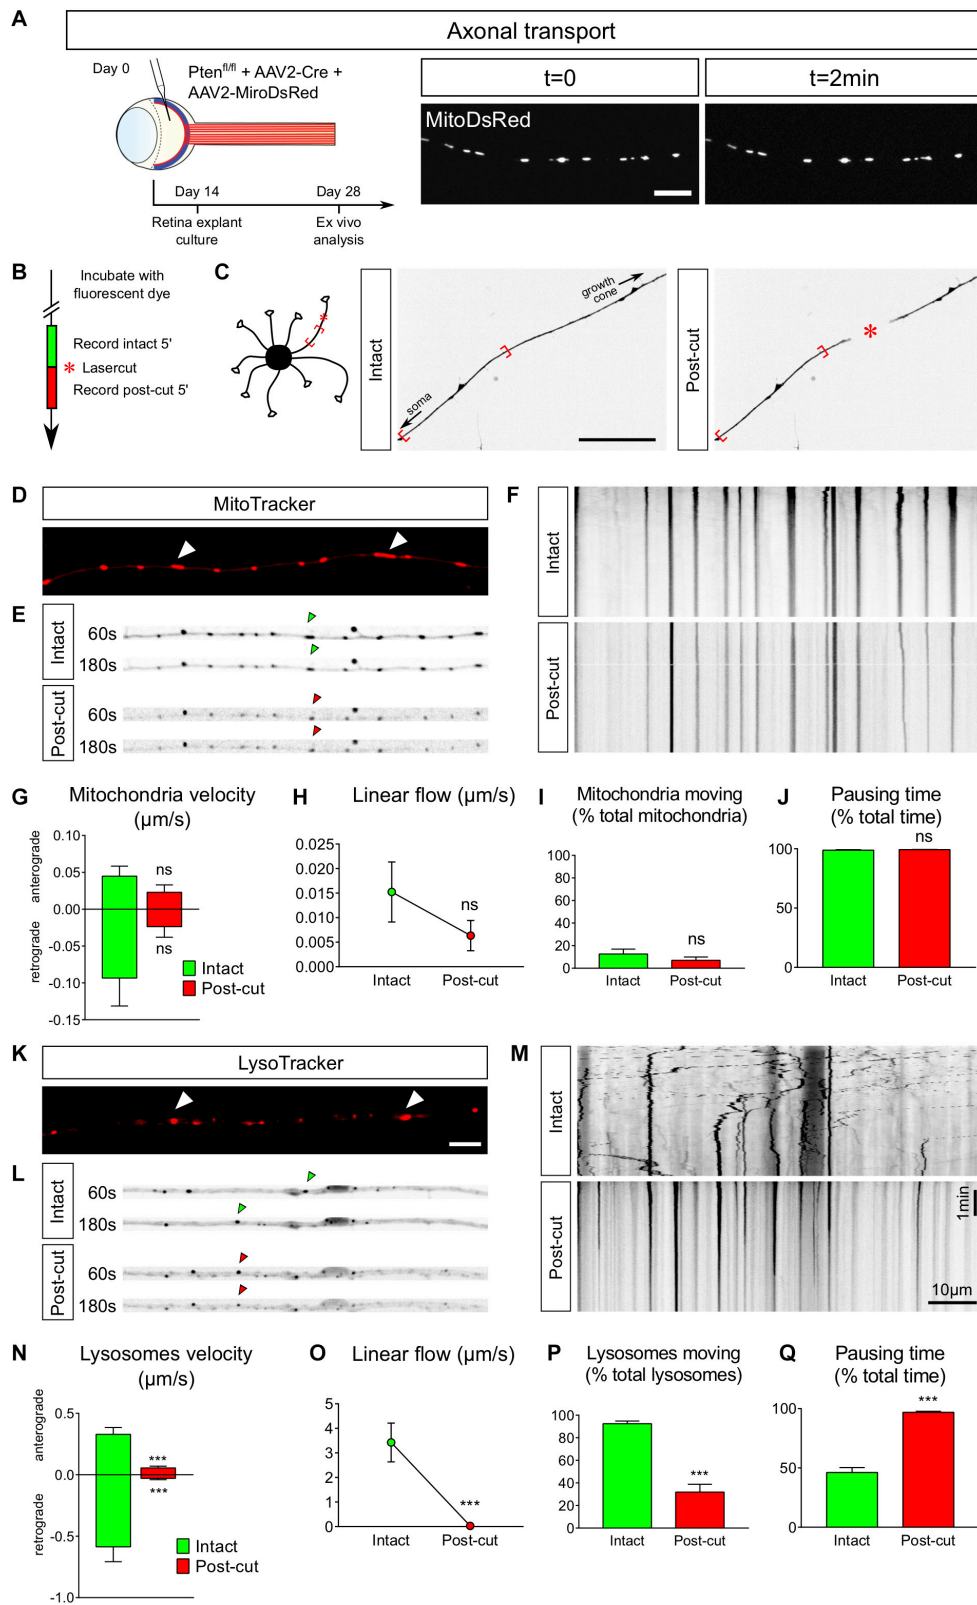 A
Axonal transport
Day 0
Pten^fl/fl + AAV2-Cre +
AAV2-MiroDsRed
Day 14
Day 28
Retina explant
culture
Ex vivo
analysis
t=0
t=2min
MitoDsRed
B
Incubate with
fluorescent dye
Record intact 5'
* Lasercut
Record post-cut 5'
C
Intact
growth
cone
soma
Post-cut
*
D
MitoTracker
E
Intact
60s
180s
Post-cut
60s
180s
F
Intact
Post-cut
G
Mitochondria velocity
(µm/s)
anterograde
retrograde
0.10
0.05
0.00
-0.05
-0.10
-0.15
ns
ns
Intact
Post-cut
H
Linear flow (µm/s)
0.025
0.020
0.015
0.010
0.005
0.000
ns
Intact
Post-cut
I
Mitochondria moving
(% total mitochondria)
100
80
60
40
20
0
ns
Intact
Post-cut
J
Pausing time
(% total time)
100
50
0
ns
Intact
Post-cut
K
LysoTracker
L
Intact
60s
180s
Post-cut
60s
180s
M
Intact
Post-cut
1min
10µm
N
Lysosomes velocity
(µm/s)
anterograde
retrograde
0.5
0.0
-0.5
-1.0
***
***
Intact
Post-cut
O
Linear flow (µm/s)
5
4
3
2
1
0
***
Intact
Post-cut
P
Lysosomes moving
(% total lysosomes)
100
80
60
40
20
0
***
Intact
Post-cut
Q
Pausing time
(% total time)
100
50
0
***
Intact
Post-cut